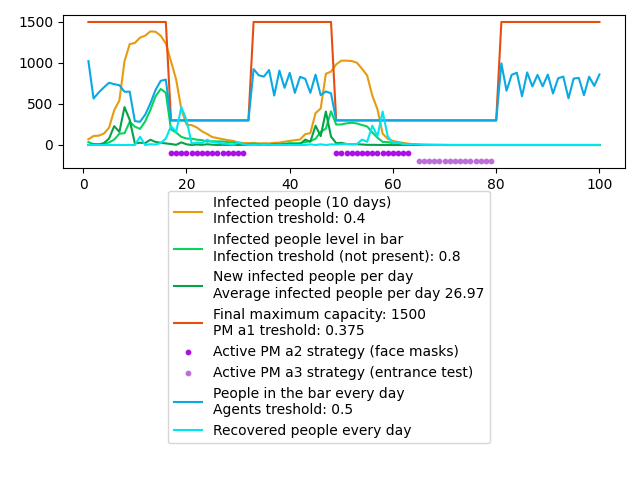 1500
1000
500
0
0 20 40 60 80 100
Infected people (10 days)
Infection treshold: 0.4
Infected people level in bar
Infection treshold (not present): 0.8
New infected people per day
Average infected people per day 26.97
Final maximum capacity: 1500
PM a1 treshold: 0.375
Active PM a2 strategy (face masks)
Active PM a3 strategy (entrance test)
People in the bar every day
Agents treshold: 0.5
Recovered people every day